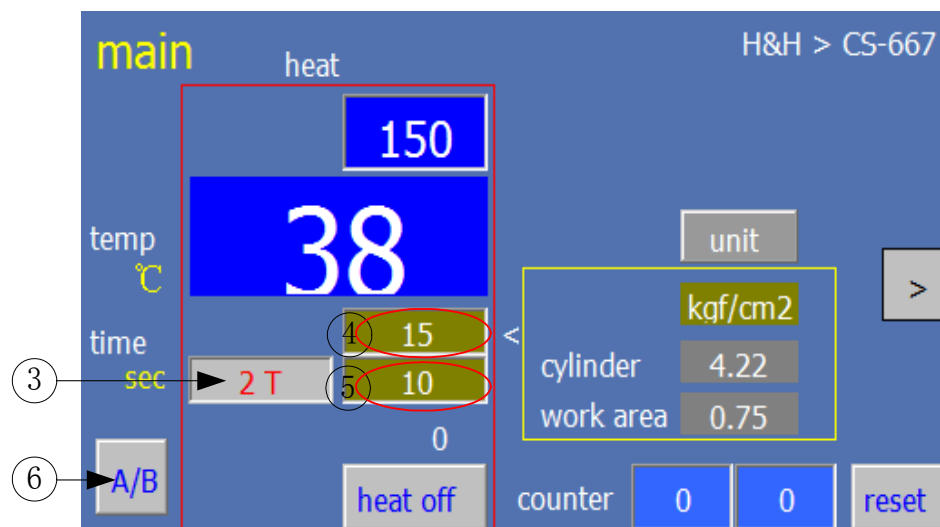 main
H&H > CS-667
heat
150
38
temp
℃
unit
>
kgf/cm2
④ 15 <
time
sec
cylinder 4.22
③ 2 T ⑤ 10
work area 0.75
0
⑥ A/B
heat off
counter 0 0 reset